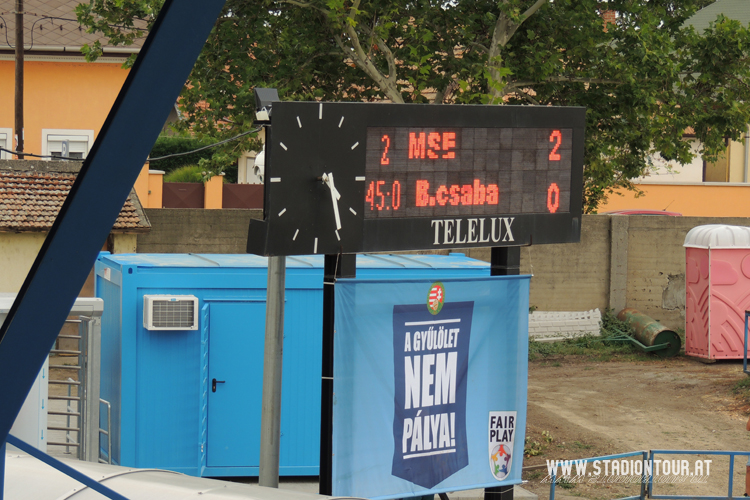 2 MSE 2
45:0 B.csaba 0
TELELUX
A GYŰLÖLET
NEM
PÁLYA!
FAIR
PLAY
WWW.STADIONTOUR.AT